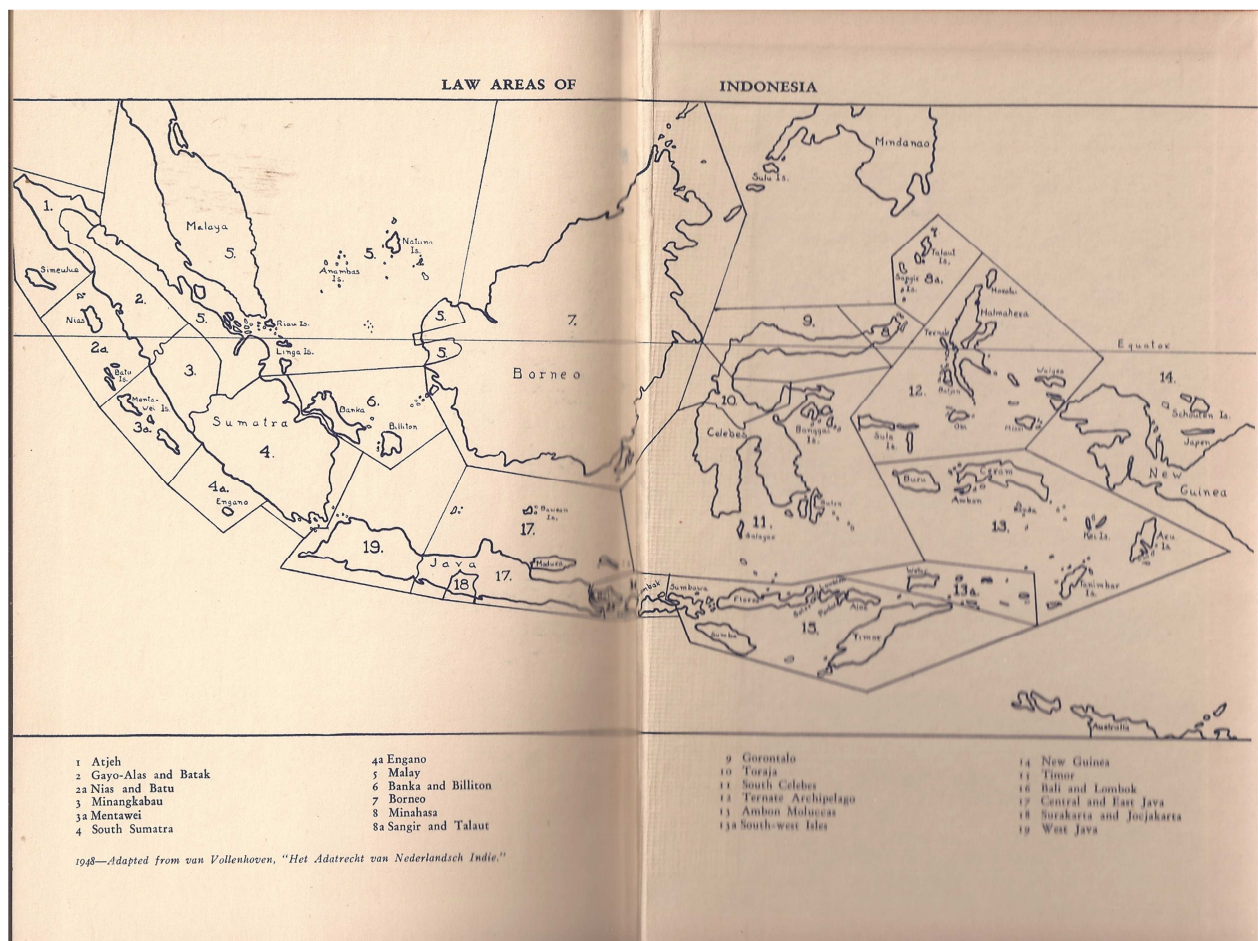 LAW AREAS OF INDONESIA
Mindanao
Sulu Is.
1.
Malaya
5.
5.
Natuna
Is.
Anambas
Is.
Talaut
Is.
8a.
Is.
Simeulue
2.
Morotai
Halmahera
Nias
5.
Riau Is.
5.
7.
9.
8.
Ternate
Equator
2a
Linga Is.
5.
Batu
Is.
3.
Borneo
12.
Batjan
Waigeo
14.
Menta-
wei Is.
3a.
Banka
6.
10.
Schouten Is.
Sumatra
Billiton
Celebes
Banggai
Is.
Sula
Is.
Obi
Misool
Japen
4.
New
Guinea
4a.
Engano
Buru
Ceram
Ambon
Banda
13.
Kei Is.
Aru
Is.
Bawean
Is.
17.
11.
Butun
Salayar
19.
Java
18
17.
Madura
Wetar
13a.
Tanimbar
Is.
Sumbawa
Flores
Alor
15.
Sumba
Timor
Australia
1 Atjeh
2 Gayo-Alas and Batak
2a Nias and Batu
3 Minangkabau
3a Mentawei
4 South Sumatra
4a Engano
5 Malay
6 Banka and Billiton
7 Borneo
8 Minahasa
8a Sangir and Talaut
9 Gorontalo
10 Toraja
11 South Celebes
12 Ternate Archipelago
13 Ambon Moluccas
13a South-west Isles
14 New Guinea
15 Timor
16 Bali and Lombok
17 Central and East Java
18 Surakarta and Jocjakarta
19 West Java
1948—Adapted from van Vollenhoven, "Het Adatrecht van Nederlandsch Indie."